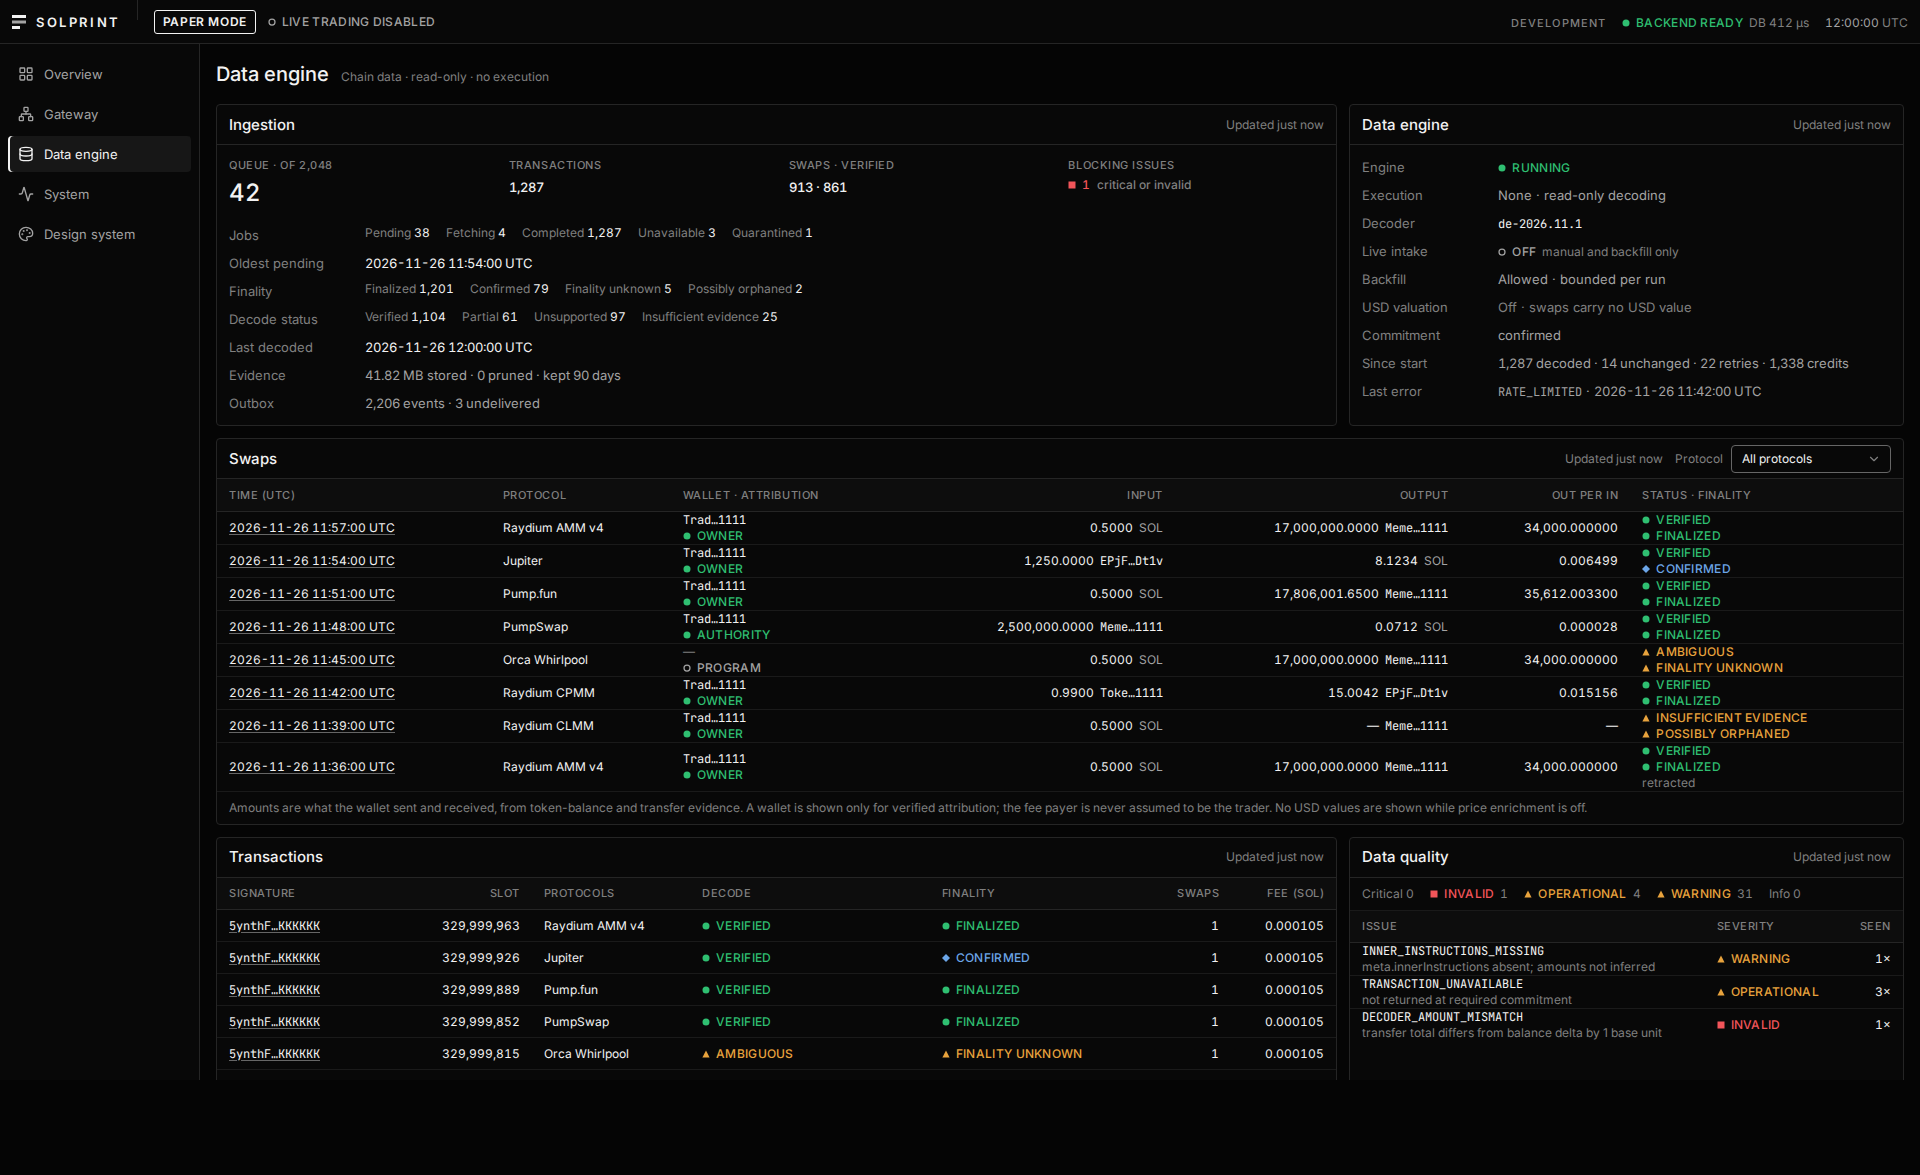 SOLPRINT PAPER MODE LIVE TRADING DISABLED DEVELOPMENT BACKEND READY DB 412 µs 12:00:00 UTC
Overview
Gateway
Data engine
System
Design system
Data engine Chain data · read-only · no execution
Ingestion Updated just now
QUEUE · OF 2,048 TRANSACTIONS SWAPS · VERIFIED BLOCKING ISSUES
42 1,287 913 · 861 1 critical or invalid
Jobs Pending 38 Fetching 4 Completed 1,287 Unavailable 3 Quarantined 1
Oldest pending 2026-11-26 11:54:00 UTC
Finality Finalized 1,201 Confirmed 79 Finality unknown 5 Possibly orphaned 2
Decode status Verified 1,104 Partial 61 Unsupported 97 Insufficient evidence 25
Last decoded 2026-11-26 12:00:00 UTC
Evidence 41.82 MB stored · 0 pruned · kept 90 days
Outbox 2,206 events · 3 undelivered
Data engine Updated just now
Engine RUNNING
Execution None · read-only decoding
Decoder de-2026.11.1
Live intake OFF manual and backfill only
Backfill Allowed · bounded per run
USD valuation Off · swaps carry no USD value
Commitment confirmed
Since start 1,287 decoded · 14 unchanged · 22 retries · 1,338 credits
Last error RATE_LIMITED · 2026-11-26 11:42:00 UTC
Swaps Updated just now Protocol All protocols
TIME (UTC) PROTOCOL WALLET · ATTRIBUTION INPUT OUTPUT OUT PER IN STATUS · FINALITY
2026-11-26 11:57:00 UTC Raydium AMM v4 Trad…1111 OWNER 0.5000 SOL 17,000,000.0000 Meme…1111 34,000.000000 VERIFIED FINALIZED
2026-11-26 11:54:00 UTC Jupiter Trad…1111 OWNER 1,250.0000 EPjF…Dt1v 8.1234 SOL 0.006499 VERIFIED CONFIRMED
2026-11-26 11:51:00 UTC Pump.fun Trad…1111 OWNER 0.5000 SOL 17,806,001.6500 Meme…1111 35,612.003300 VERIFIED FINALIZED
2026-11-26 11:48:00 UTC PumpSwap Trad…1111 AUTHORITY 2,500,000.0000 Meme…1111 0.0712 SOL 0.000028 VERIFIED FINALIZED
2026-11-26 11:45:00 UTC Orca Whirlpool — PROGRAM 0.5000 SOL 17,000,000.0000 Meme…1111 34,000.000000 AMBIGUOUS FINALITY UNKNOWN
2026-11-26 11:42:00 UTC Raydium CPMM Trad…1111 OWNER 0.9900 Toke…1111 15.0042 EPjF…Dt1v 0.015156 VERIFIED FINALIZED
2026-11-26 11:39:00 UTC Raydium CLMM Trad…1111 OWNER 0.5000 SOL — Meme…1111 — INSUFFICIENT EVIDENCE POSSIBLY ORPHANED
2026-11-26 11:36:00 UTC Raydium AMM v4 Trad…1111 OWNER 0.5000 SOL 17,000,000.0000 Meme…1111 34,000.000000 VERIFIED FINALIZED retracted
Amounts are what the wallet sent and received, from token-balance and transfer evidence. A wallet is shown only for verified attribution; the fee payer is never assumed to be the trader. No USD values are shown while price enrichment is off.
Transactions Updated just now
SIGNATURE SLOT PROTOCOLS DECODE FINALITY SWAPS FEE (SOL)
5ynthF…KKKKKK 329,999,963 Raydium AMM v4 VERIFIED FINALIZED 1 0.000105
5ynthF…KKKKKK 329,999,926 Jupiter VERIFIED CONFIRMED 1 0.000105
5ynthF…KKKKKK 329,999,889 Pump.fun VERIFIED FINALIZED 1 0.000105
5ynthF…KKKKKK 329,999,852 PumpSwap VERIFIED FINALIZED 1 0.000105
5ynthF…KKKKKK 329,999,815 Orca Whirlpool AMBIGUOUS FINALITY UNKNOWN 1 0.000105
Data quality Updated just now
Critical 0 INVALID 1 OPERATIONAL 4 WARNING 31 Info 0
ISSUE SEVERITY SEEN
INNER_INSTRUCTIONS_MISSING WARNING 1×
meta.innerInstructions absent; amounts not inferred
TRANSACTION_UNAVAILABLE OPERATIONAL 3×
not returned at required commitment
DECODER_AMOUNT_MISMATCH INVALID 1×
transfer total differs from balance delta by 1 base unit